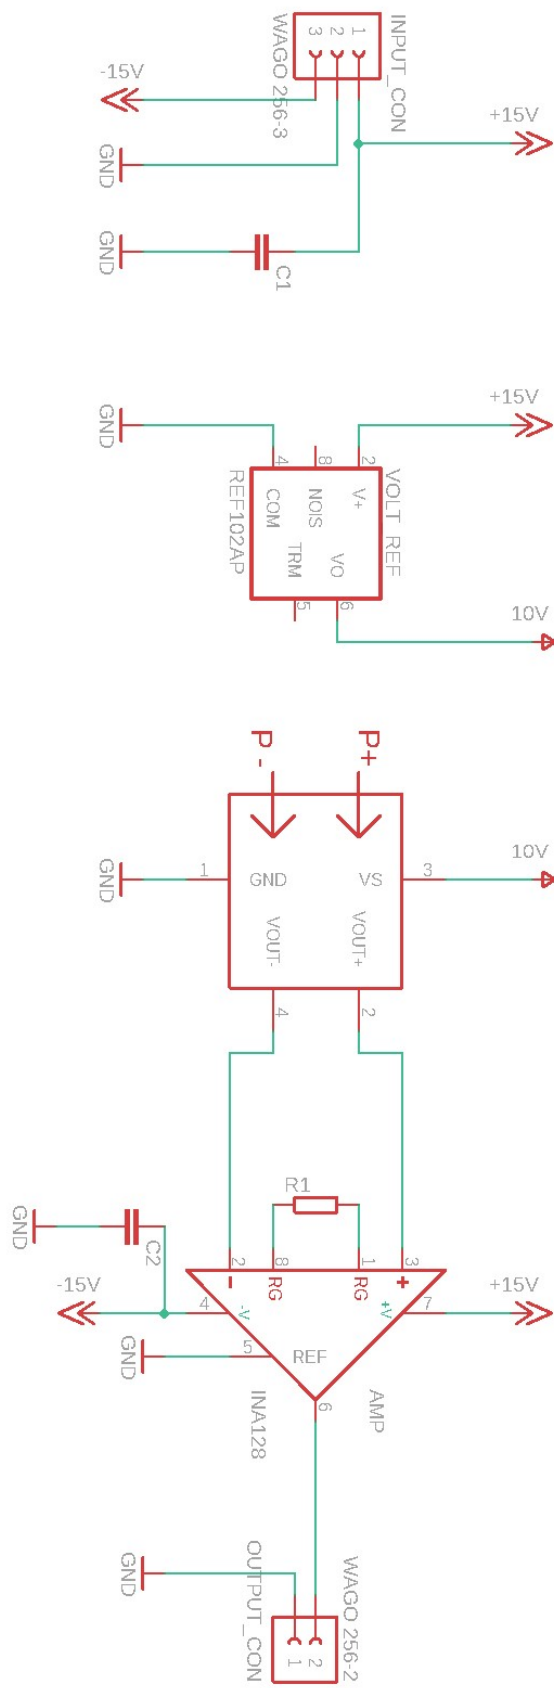 INPUT_CON
1
2
3
WAGO 256-3
-15V
+15V
GND
GND
C1
+15V
GND
4
8
2
VOLT_REF
REF102AP
COM
NOIS
V+
TRM
VO
5
6
10V
P -
P+
10V
1
GND
VS
3
GND
VOUT-
VOUT+
4
2
R1
GND
C2
2
8
1
3
-
RG
RG
+
-15V
4
-V
+V
7
+15V
GND
5
REF
6
AMP
INA128
OUTPUT_CON
WAGO 256-2
GND
1
2